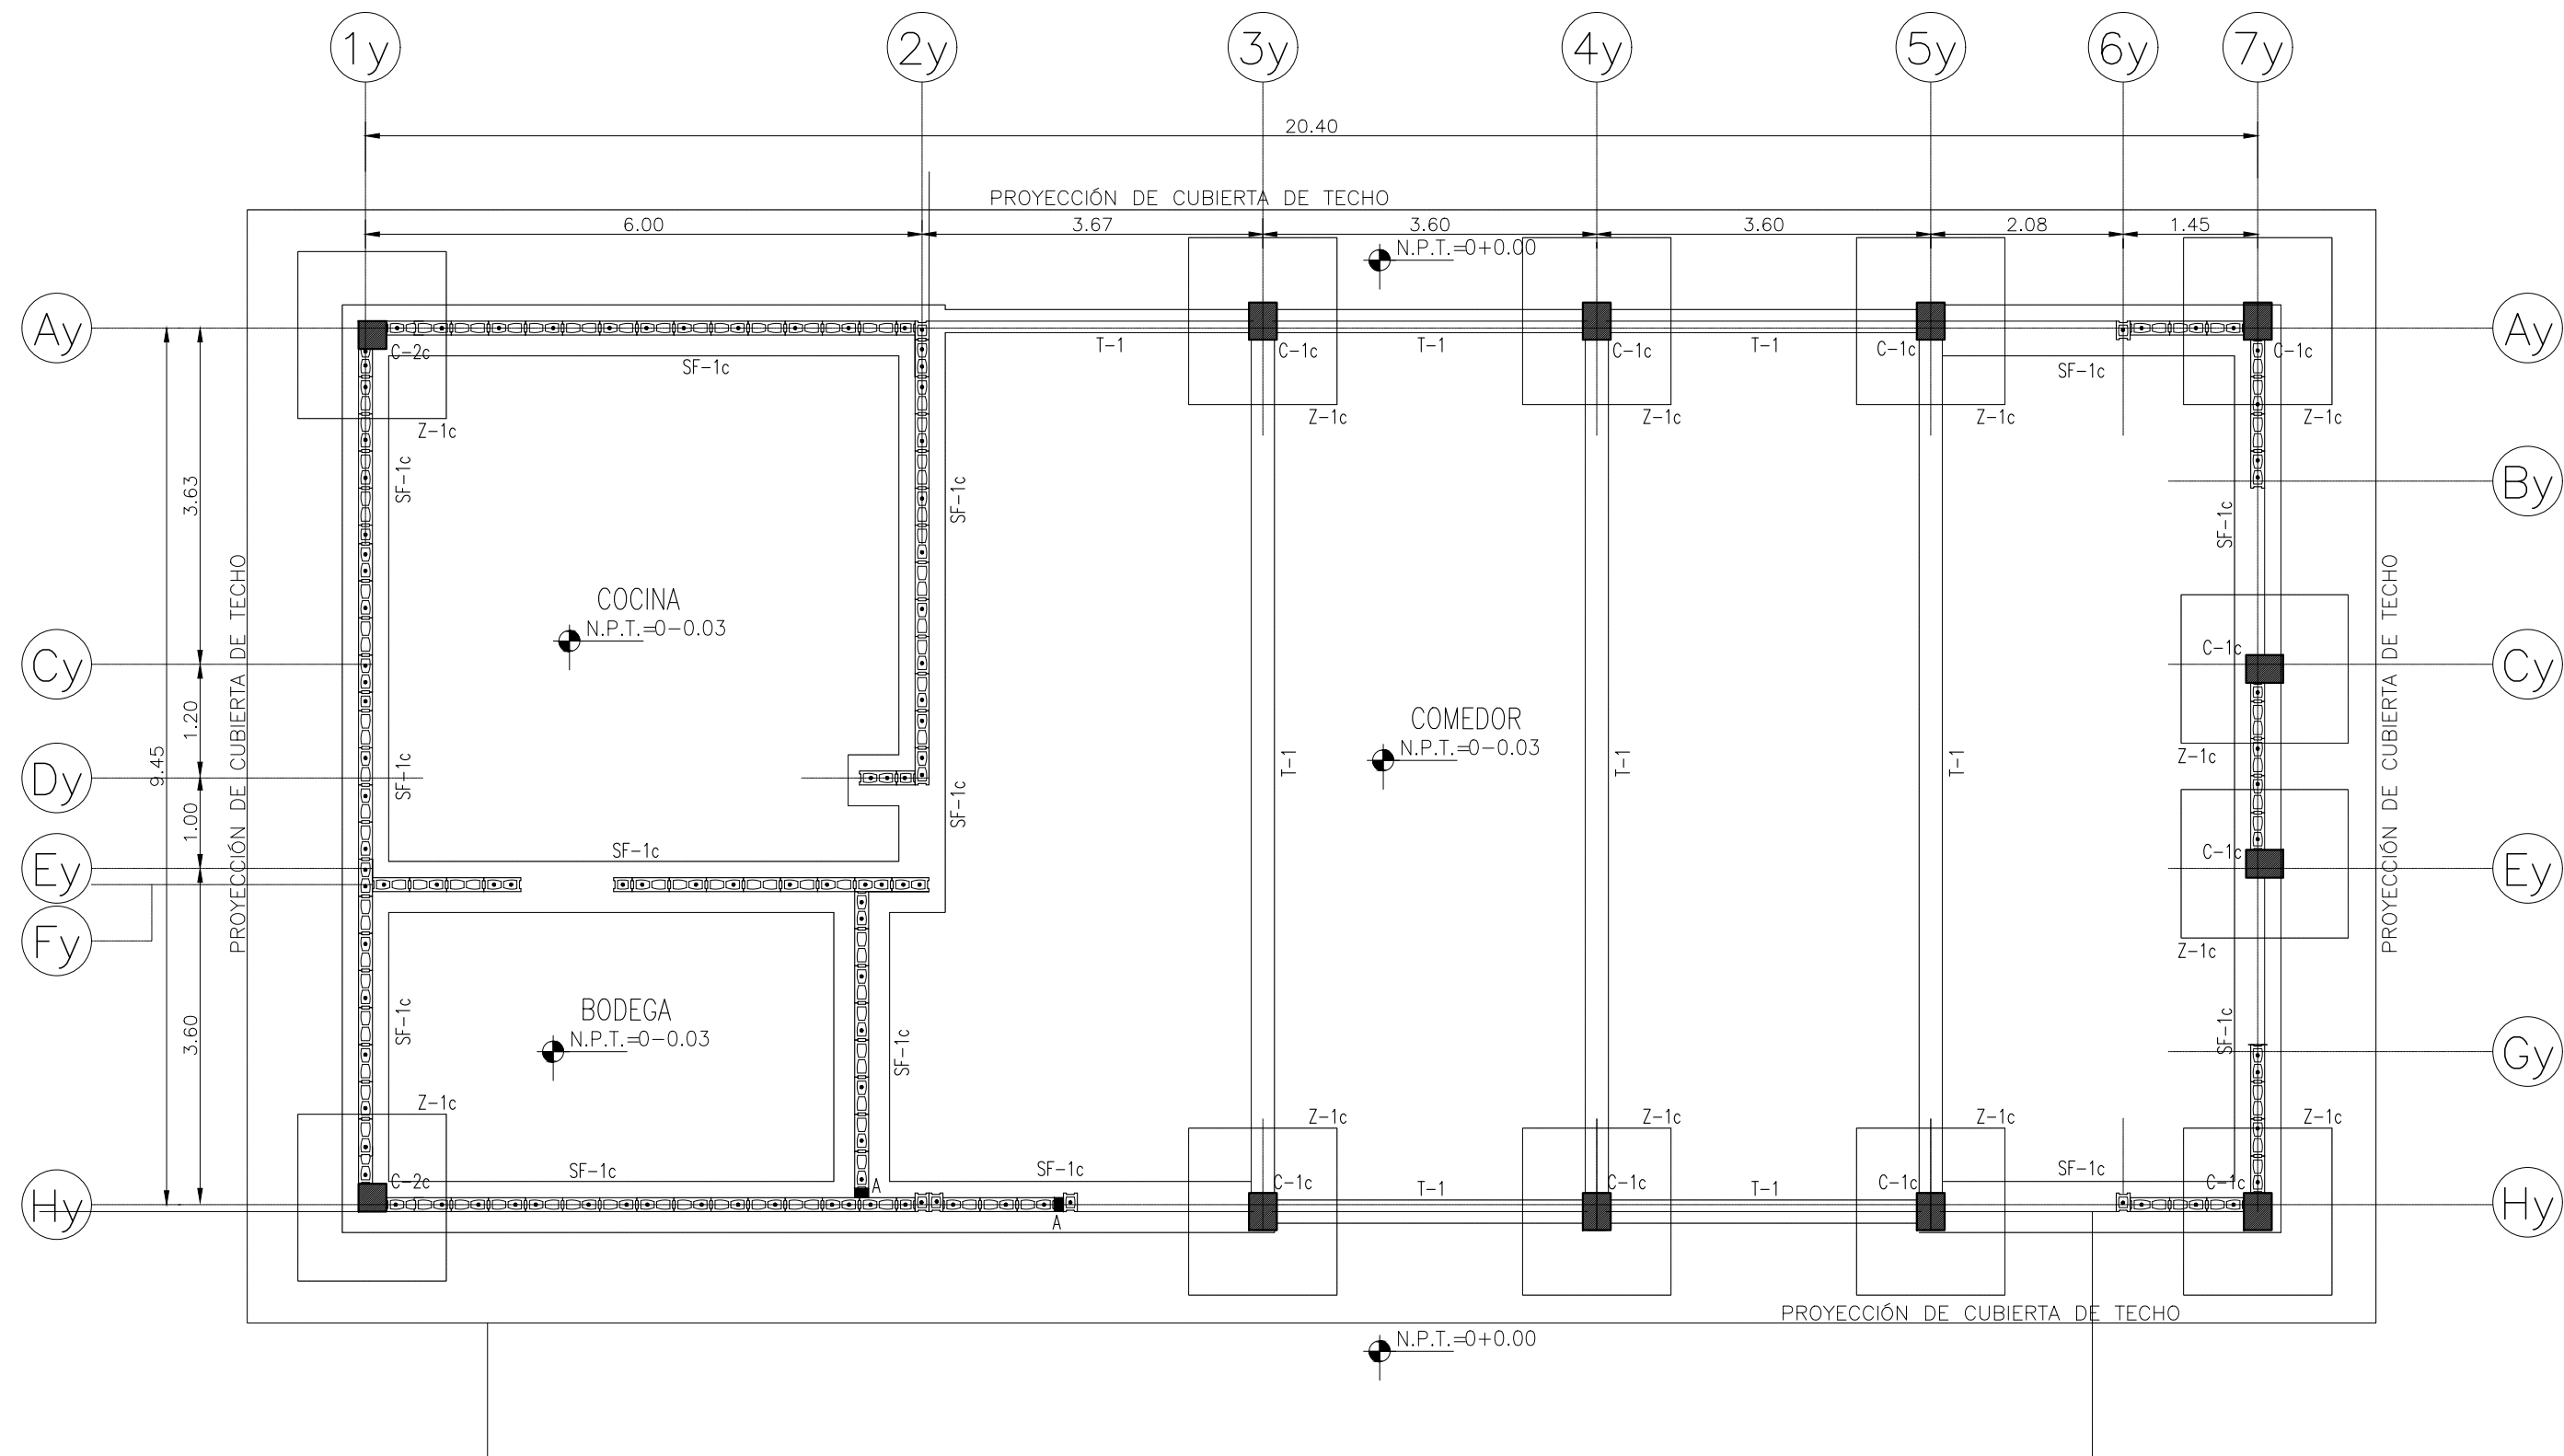 1y 2y 3y 4y 5y 6y 7y
20.40
PROYECCIÓN DE CUBIERTA DE TECHO
6.00 3.67 3.60 3.60 2.08 1.45
N.P.T.=0+0.00
Ay Ay
C-2c T-1 C-1c T-1 C-1c T-1 C-1c C-1c
SF-1c SF-1c
Z-1c Z-1c Z-1c Z-1c Z-1c
SF-1c SF-1c SF-1c
3.63
By
COCINA
N.P.T.=0-0.03
PROYECCIÓN DE CUBIERTA DE TECHO
PROYECCIÓN DE CUBIERTA DE TECHO
Cy C-1c Cy
1.20
COMEDOR
N.P.T.=0-0.03
9.45
Z-1c
Dy SF-1c SF-1c T-1 T-1 T-1
1.00
SF-1c C-1c
Ey Ey
Fy Z-1c
BODEGA
N.P.T.=0-0.03
3.60
SF-1c SF-1c SF-1c
Gy
Z-1c Z-1c Z-1c Z-1c Z-1c
SF-1c SF-1c SF-1c
C-2c A C-1c T-1 C-1c T-1 C-1c C-1c
Hy A Hy
PROYECCIÓN DE CUBIERTA DE TECHO
N.P.T.=0+0.00